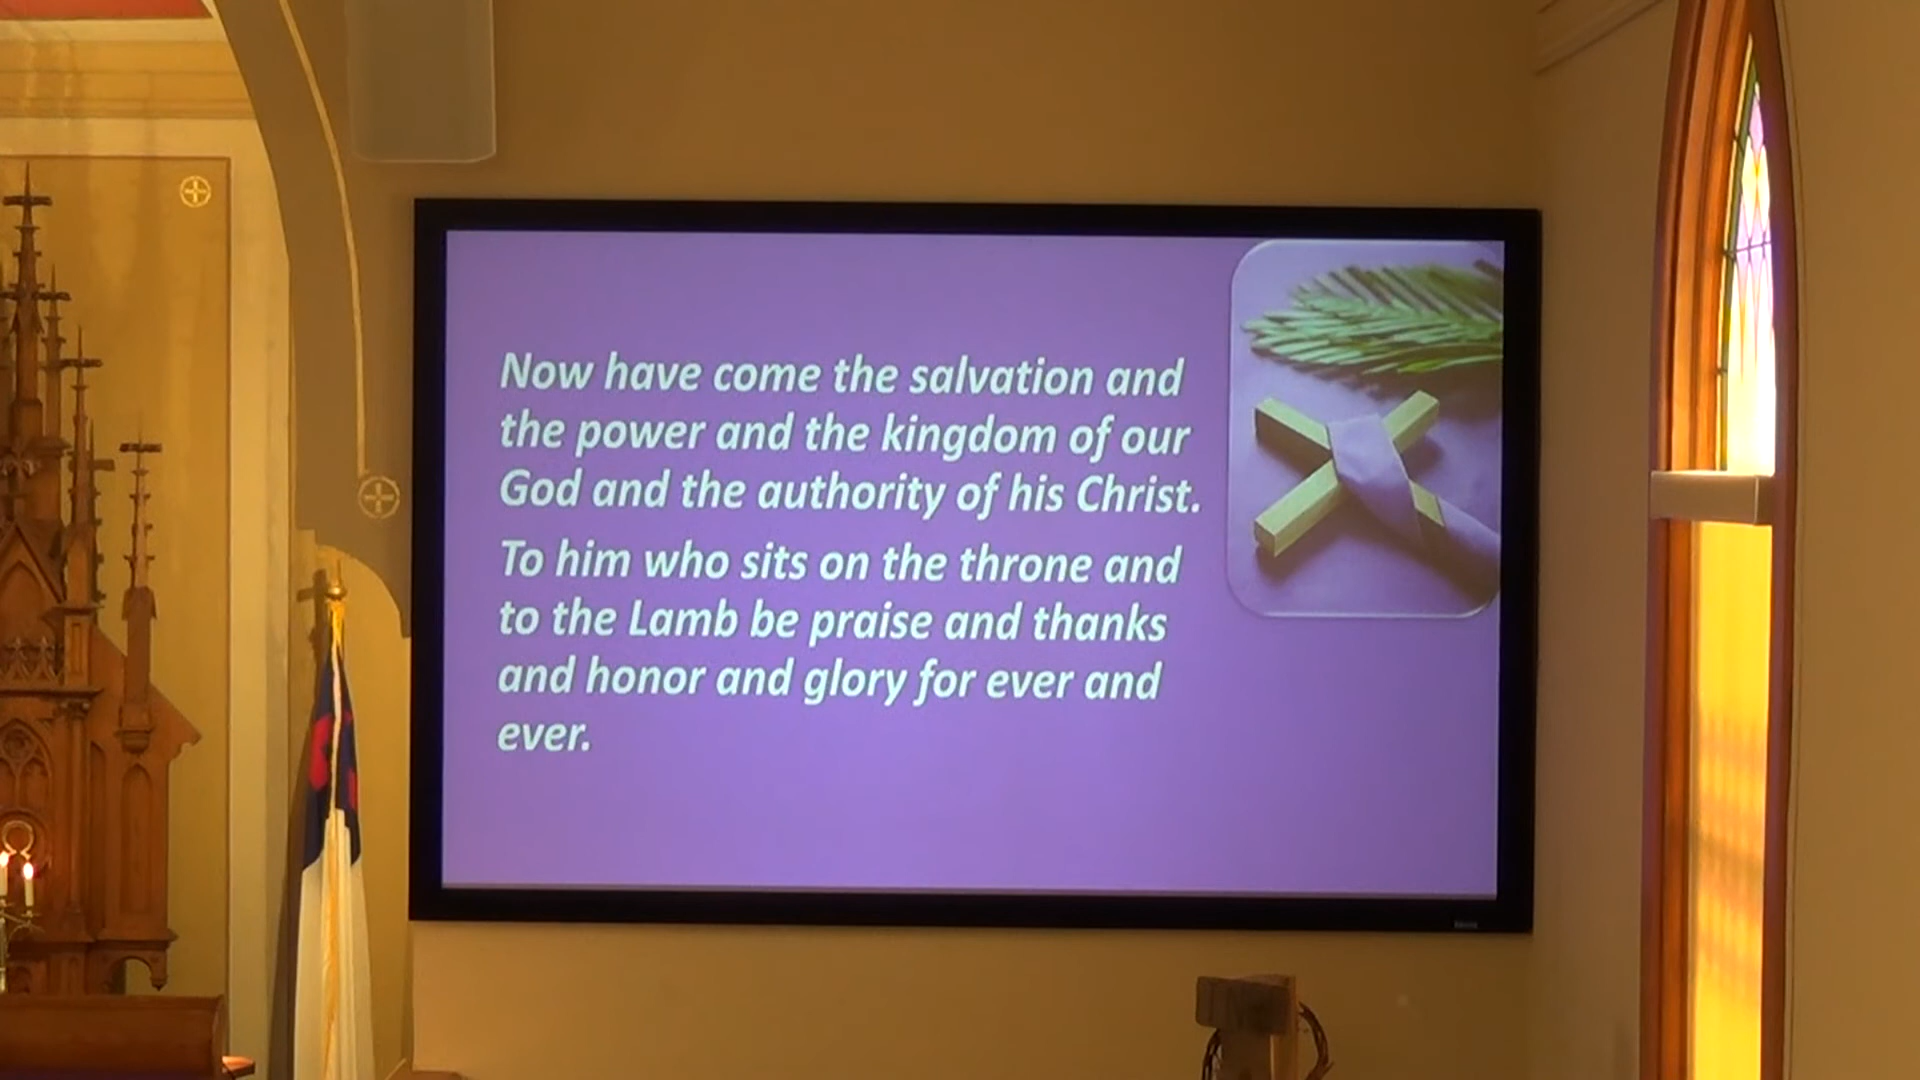 Now have come the salvation and
the power and the kingdom of our
God and the authority of his Christ.
To him who sits on the throne and
to the Lamb be praise and thanks
and honor and glory for ever and
ever.